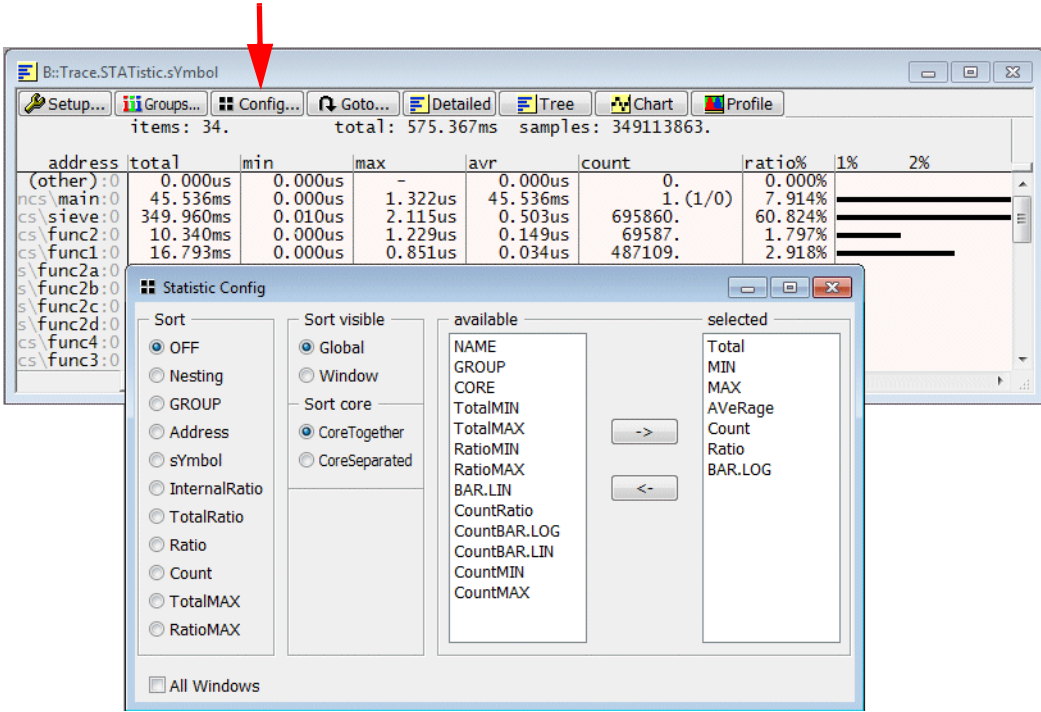 B::Trace.STATistic.sYmbol
Setup... Groups... Config... Goto... Detailed Tree Chart Profile
items: 34. total: 575.367ms samples: 349113863.
address total min max avr count ratio% 1% 2%
(other):0 0.000us 0.000us - 0.000us 0. 0.000%
ncs\main:0 45.536ms 0.000us 1.322us 45.536ms 1. (1/0) 7.914%
cs\sieve:0 349.960ms 0.010us 2.115us 0.503us 695860. 60.824%
cs\func2:0 10.340ms 0.000us 1.229us 0.149us 69587. 1.797%
cs\func1:0 16.793ms 0.000us 0.851us 0.034us 487109. 2.918%
s\func2a:0
s\func2b:0
s\func2c:0
s\func2d:0
cs\func4:0
cs\func3:0
Statistic Config
Sort
OFF
Nesting
GROUP
Address
sYmbol
InternalRatio
TotalRatio
Ratio
Count
TotalMAX
RatioMAX
Sort visible
Global
Window
Sort core
CoreTogether
CoreSeparated
available
NAME
GROUP
CORE
TotalMIN
TotalMAX
RatioMIN
RatioMAX
BAR.LIN
CountRatio
CountBAR.LOG
CountBAR.LIN
CountMIN
CountMAX
->
<-
selected
Total
MIN
MAX
AVeRage
Count
Ratio
BAR.LOG
All Windows